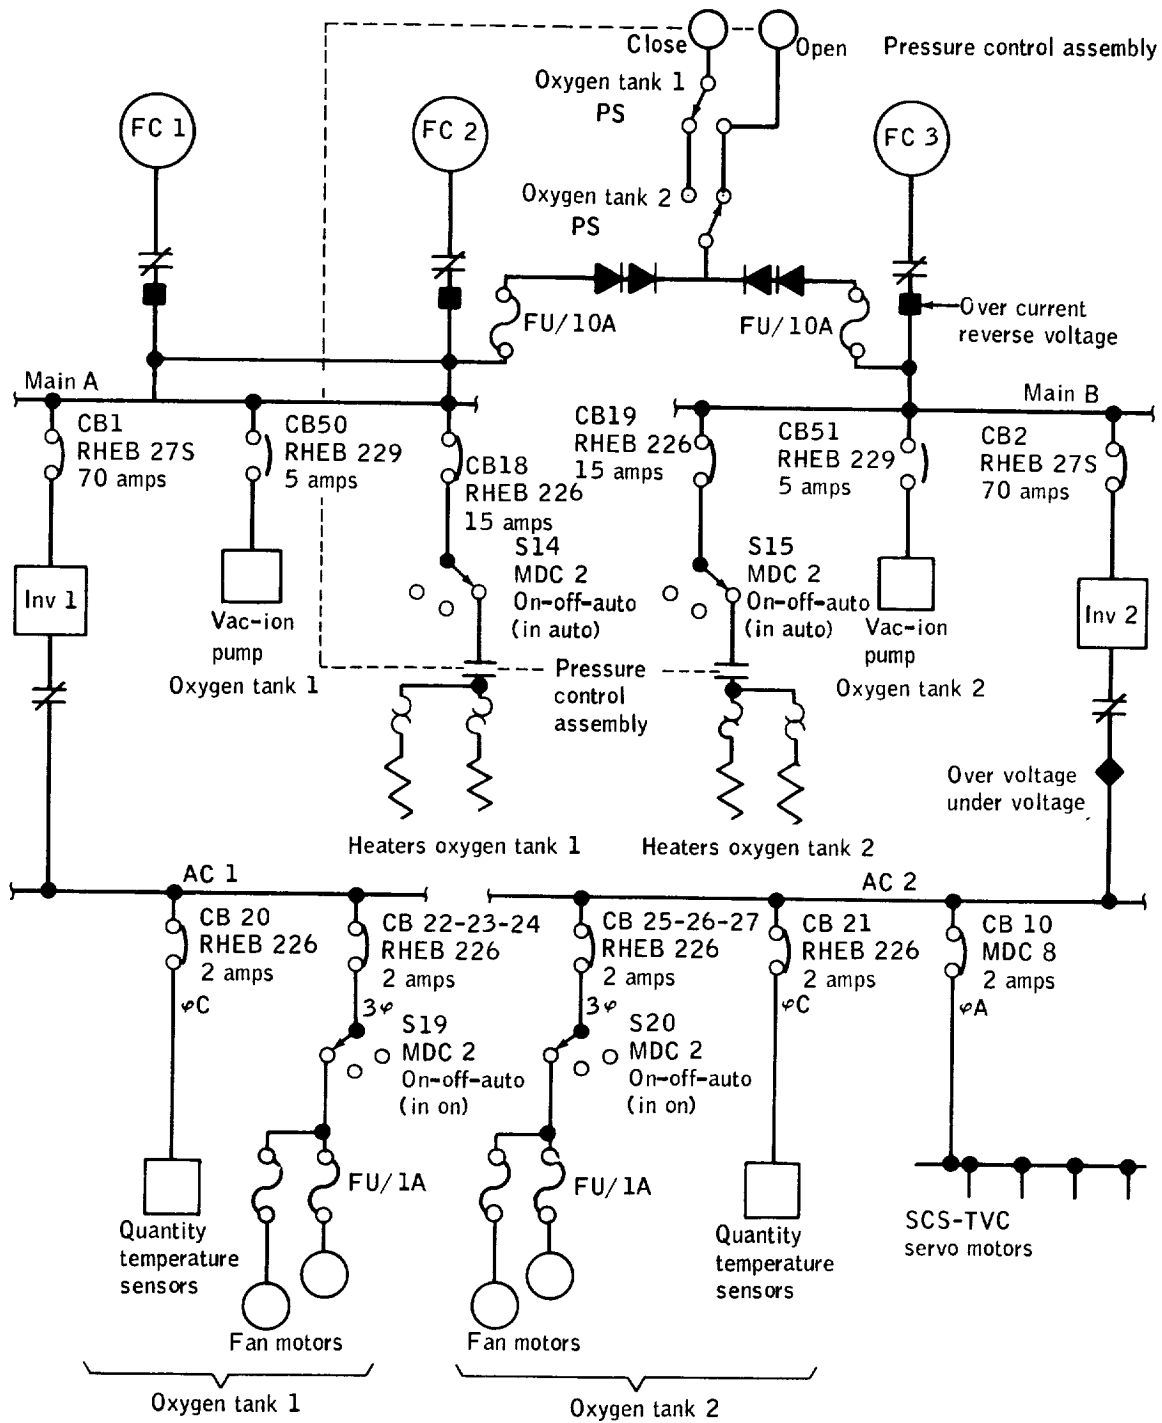 Close
Open
Pressure control assembly
Oxygen tank 1
PS
FC 1
FC 2
FC 3
Oxygen tank 2
PS
FU/10A
FU/10A
Over current
reverse voltage
Main A
Main B
CB1
RHEB 27S
70 amps
CB50
RHEB 229
5 amps
CB18
RHEB 226
15 amps
CB19
RHEB 226
15 amps
CB51
RHEB 229
5 amps
CB2
RHEB 27S
70 amps
S14
MDC 2
On-off-auto
(in auto)
S15
MDC 2
On-off-auto
(in auto)
Inv 1
Vac-ion
pump
Oxygen tank 1
Pressure
control
assembly
Vac-ion
pump
Oxygen tank 2
Inv 2
Over voltage
under voltage
Heaters oxygen tank 1
Heaters oxygen tank 2
AC 1
AC 2
CB 20
RHEB 226
2 amps
φC
CB 22-23-24
RHEB 226
2 amps
3φ
CB 25-26-27
RHEB 226
2 amps
3φ
CB 21
RHEB 226
2 amps
φC
CB 10
MDC 8
2 amps
φA
S19
MDC 2
On-off-auto
(in on)
S20
MDC 2
On-off-auto
(in on)
FU/1A
FU/1A
Quantity
temperature
sensors
Fan motors
Quantity
temperature
sensors
Fan motors
SCS-TVC
servo motors
Oxygen tank 1
Oxygen tank 2